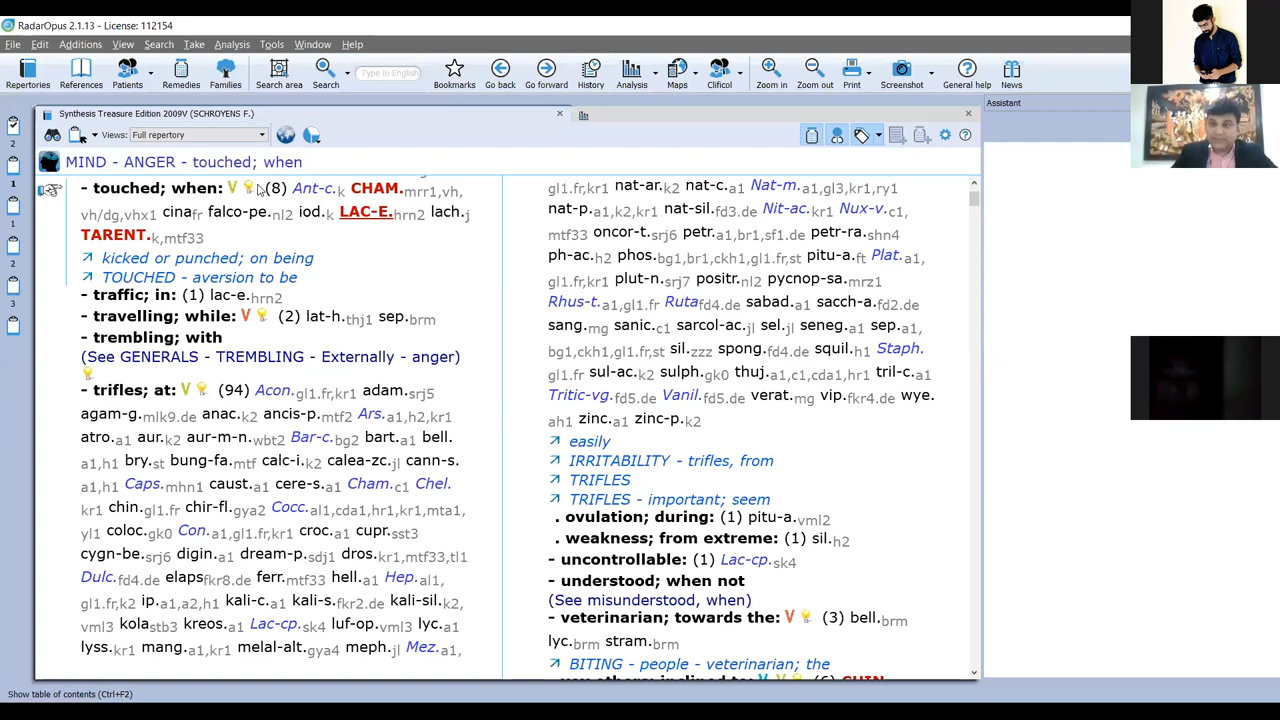 RadarOpus 2.1.13 - License: 112154
File Edit Additions View Search Take Analysis Tools Window Help
Repertories References Patients Remedies Families Search area Search Type in English Bookmarks Go back Go forward History Analysis Maps Clificol Zoom in Zoom out Print Screenshot General help News
Synthesis Treasure Edition 2009V (SCHROYENS F.)
Assistant
Views: Full repertory
MIND - ANGER - touched; when
- touched; when: V (8) Ant-c.k CHAM.mrr1,vh,
vh/dg,vhx1 cinafr falco-pe.nl2 iod.k LAC-E.hrn2 lach.j
TARENT.k,mtf33
kicked or punched; on being
TOUCHED - aversion to be
- traffic; in: (1) lac-e.hrn2
- travelling; while: V (2) lat-h.thj1 sep.brm
- trembling; with
(See GENERALS - TREMBLING - Externally - anger)
- trifles; at: V (94) Acon.gl1.fr,kr1 adam.srj5
agam-g.mlk9.de anac.k2 ancis-p.mtf2 Ars.a1,h2,kr1
atro.a1 aur.k2 aur-m-n.wbt2 Bar-c.bg2 bart.a1 bell.
a1,h1 bry.st bung-fa.mtf calc-i.k2 calea-zc.jl cann-s.
a1,h1 Caps.mhn1 caust.a1 cere-s.a1 Cham.c1 Chel.
kr1 chin.gl1.fr chir-fl.gya2 Cocc.al1,cda1,hr1,kr1,mta1,
yl1 coloc.gk0 Con.a1,gl1.fr,kr1 croc.a1 cupr.sst3
cygn-be.srj6 digin.a1 dream-p.sdj1 dros.kr1,mtf33,tl1
Dulc.fd4.de elapsfkr8.de ferr.mtf33 hell.a1 Hep.al1,
gl1.fr,k2 ip.a1,a2,h1 kali-c.a1 kali-s.fkr2.de kali-sil.k2,
vml3 kolastb3 kreos.a1 Lac-cp.sk4 luf-op.vml3 lyc.a1
lyss.kr1 mang.a1,kr1 melal-alt.gya4 meph.jl Mez.a1,
gl1.fr,kr1 nat-ar.k2 nat-c.a1 Nat-m.a1,gl3,kr1,ry1
nat-p.a1,k2,kr1 nat-sil.fd3.de Nit-ac.kr1 Nux-v.c1,
mtf33 oncor-t.srj6 petr.a1,br1,sf1.de petr-ra.shn4
ph-ac.h2 phos.bg1,br1,ckh1,gl1.fr,st pitu-a.ft Plat.a1,
gl1.fr,kr1 plut-n.srj7 positr.nl2 pycnop-sa.mrz1
Rhus-t.a1,gl1.fr Rutafd4.de sabad.a1 sacch-a.fd2.de
sang.mg sanic.c1 sarcol-ac.jl sel.jl seneg.a1 sep.a1,
bg1,ckh1,gl1.fr,st sil.zzz spong.fd4.de squil.h1 Staph.
gl1.fr sul-ac.k2 sulph.gk0 thuj.a1,c1,cda1,hr1 tril-c.a1
Tritic-vg.fd5.de Vanil.fd5.de verat.mg vip.fkr4.de wye.
ah1 zinc.a1 zinc-p.k2
easily
IRRITABILITY - trifles, from
TRIFLES
TRIFLES - important; seem
. ovulation; during: (1) pitu-a.vml2
. weakness; from extreme: (1) sil.h2
- uncontrollable: (1) Lac-cp.sk4
- understood; when not
(See misunderstood, when)
- veterinarian; towards the: V (3) bell.brm
lyc.brm stram.brm
BITING - people - veterinarian; the
2
1
1
2
3
Show table of contents (Ctrl+F2)